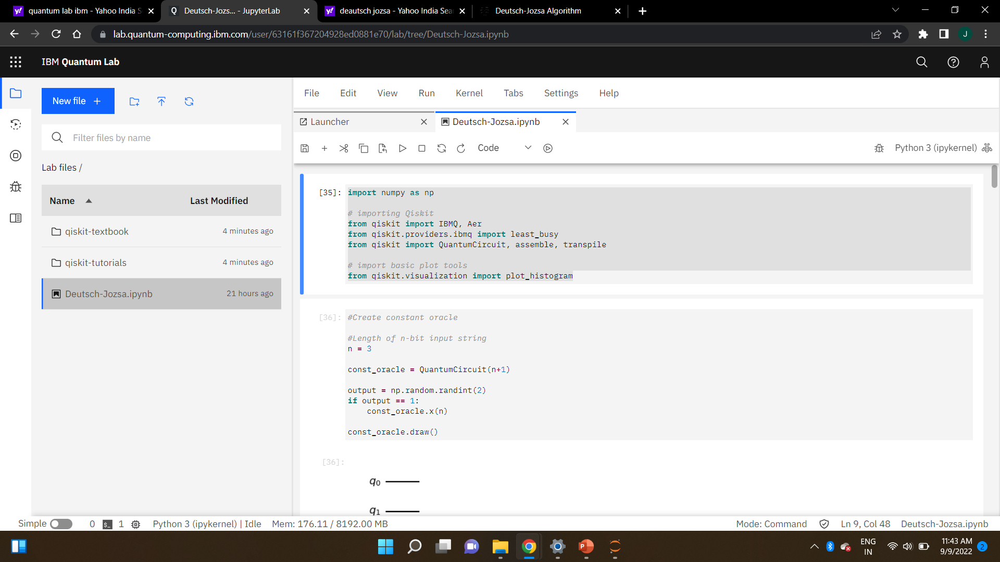 quantum lab ibm - Yahoo India S
Deutsch-Jozs... - JupyterLab
deautsch jozsa - Yahoo India Sea
Deutsch-Jozsa Algorithm
lab.quantum-computing.ibm.com/user/63161f367204928ed0881e70/lab/tree/Deutsch-Jozsa.ipynb
J
IBM Quantum Lab
New file +
Filter files by name
Lab files /
Name Last Modified
qiskit-textbook 4 minutes ago
qiskit-tutorials 4 minutes ago
Deutsch-Jozsa.ipynb 21 hours ago
File Edit View Run Kernel Tabs Settings Help
Launcher
Deutsch-Jozsa.ipynb
Code
Python 3 (ipykernel)
[35]: import numpy as np
# importing Qiskit
from qiskit import IBMQ, Aer
from qiskit.providers.ibmq import least_busy
from qiskit import QuantumCircuit, assemble, transpile
# import basic plot tools
from qiskit.visualization import plot_histogram
[36]: #Create constant oracle
#Length of n-bit input string
n = 3
const_oracle = QuantumCircuit(n+1)
output = np.random.randint(2)
if output == 1:
    const_oracle.x(n)
const_oracle.draw()
[36]:
q0
q1
Simple 0 $_ 1 Python 3 (ipykernel) | Idle Mem: 176.11 / 8192.00 MB Mode: Command Ln 9, Col 48 Deutsch-Jozsa.ipynb
ENG
IN
11:43 AM
9/9/2022
2